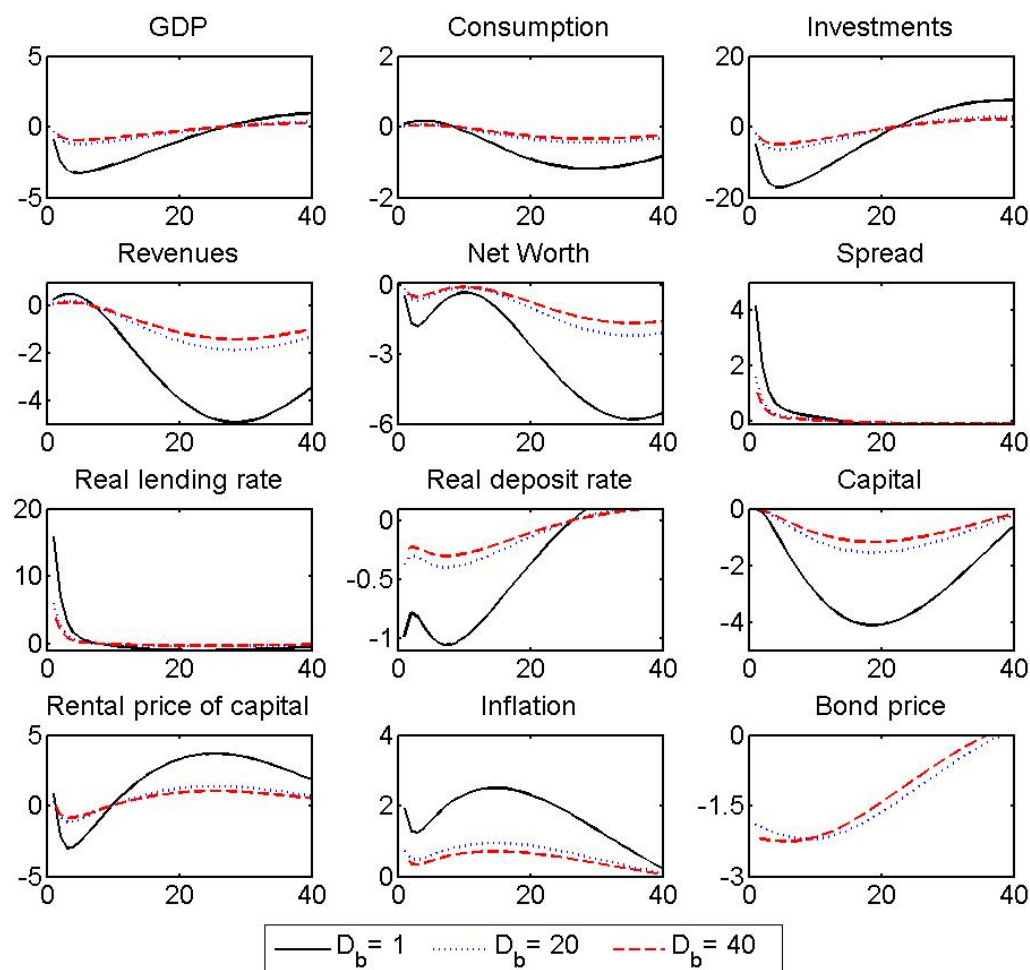 GDP
5
0
-5
0 20 40
Consumption
2
0
-2
0 20 40
Investments
20
0
-20
0 20 40
Revenues
0
-2
-4
0 20 40
Net Worth
0
-3
-6
0 20 40
Spread
4
2
0
0 20 40
Real lending rate
20
10
0
0 20 40
Real deposit rate
0
-0.5
-1
0 20 40
Capital
0
-2
-4
0 20 40
Rental price of capital
5
0
-5
0 20 40
Inflation
4
2
0
0 20 40
Bond price
0
-1.5
-3
0 20 40
D_b = 1 D_b = 20 D_b = 40